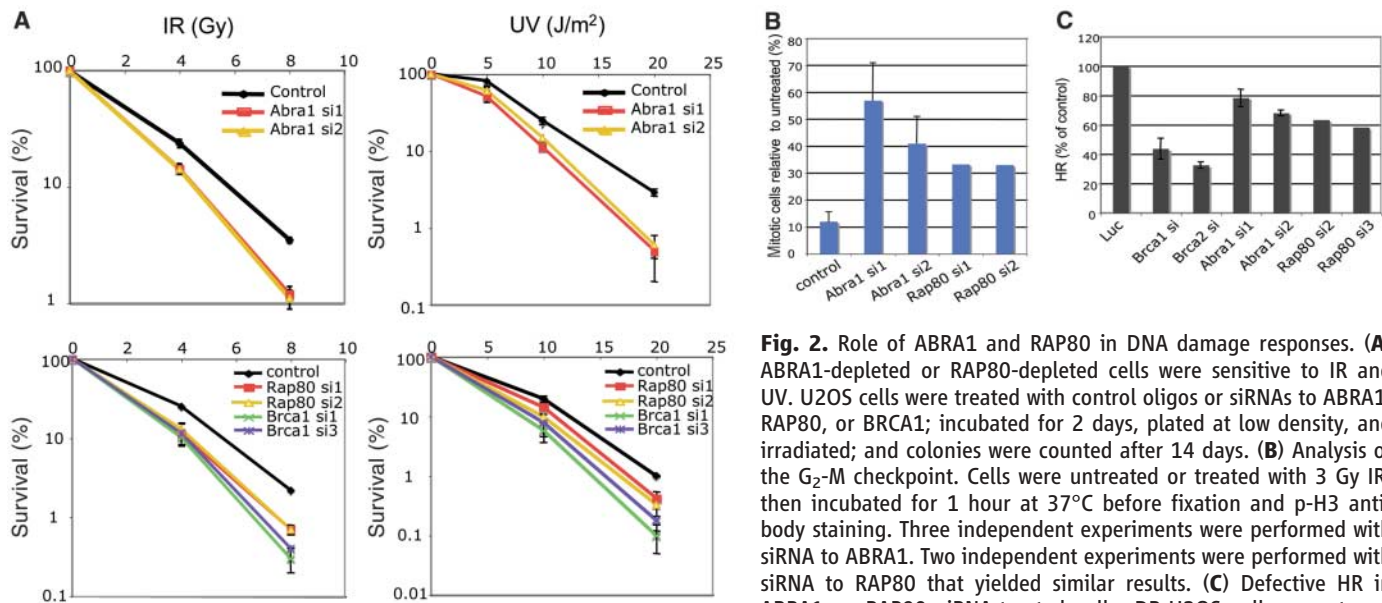 A
IR (Gy)
0 2 4 6 8 10
100
10
1
Survival (%)
Control
Abra1 si1
Abra1 si2
UV (J/m²)
0 5 10 15 20 25
100
10
1
0.1
Survival (%)
Control
Abra1 si1
Abra1 si2
0 2 4 6 8 10
100
10
1
0.1
Survival (%)
control
Rap80 si1
Rap80 si2
Brca1 si1
Brca1 si3
0 5 10 15 20 25
100
10
1
0.1
0.01
Survival (%)
control
Rap80 si1
Rap80 si2
Brca1 si1
Brca1 si3
B
Mitotic cells relative to untreated (%)
80
70
60
50
40
30
20
10
0
control
Abra1 si1
Abra1 si2
Rap80 si1
Rap80 si2
C
HR (% of control)
120
100
80
60
40
20
0
Luc
Brca1 si
Brca2 si
Abra1 si1
Abra1 si2
Rap80 si2
Rap80 si3
Fig. 2. Role of ABRA1 and RAP80 in DNA damage responses. (A
ABRA1-depleted or RAP80-depleted cells were sensitive to IR an
UV. U2OS cells were treated with control oligos or siRNAs to ABRA1
RAP80, or BRCA1; incubated for 2 days, plated at low density, an
irradiated; and colonies were counted after 14 days. (B) Analysis o
the G₂-M checkpoint. Cells were untreated or treated with 3 Gy IR
then incubated for 1 hour at 37°C before fixation and p-H3 anti
body staining. Three independent experiments were performed wit
siRNA to ABRA1. Two independent experiments were performed wit
siRNA to RAP80 that yielded similar results. (C) Defective HR i